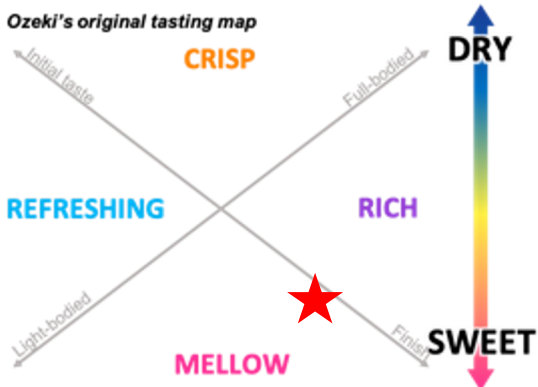 Ozeki's original tasting map
CRISP
DRY
Initial taste
Full-bodied
REFRESHING
RICH
Light-bodied
Finish
SWEET
MELLOW